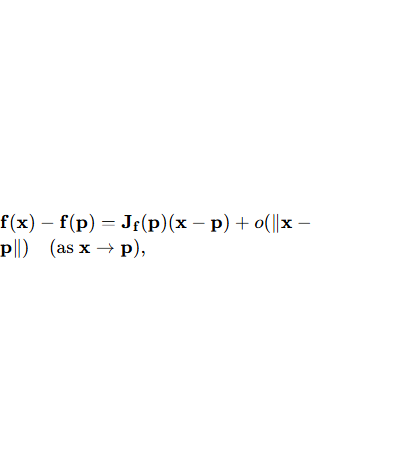 f(x) − f(p) = J_f(p)(x − p) + o(‖x −
p‖) (as x → p),